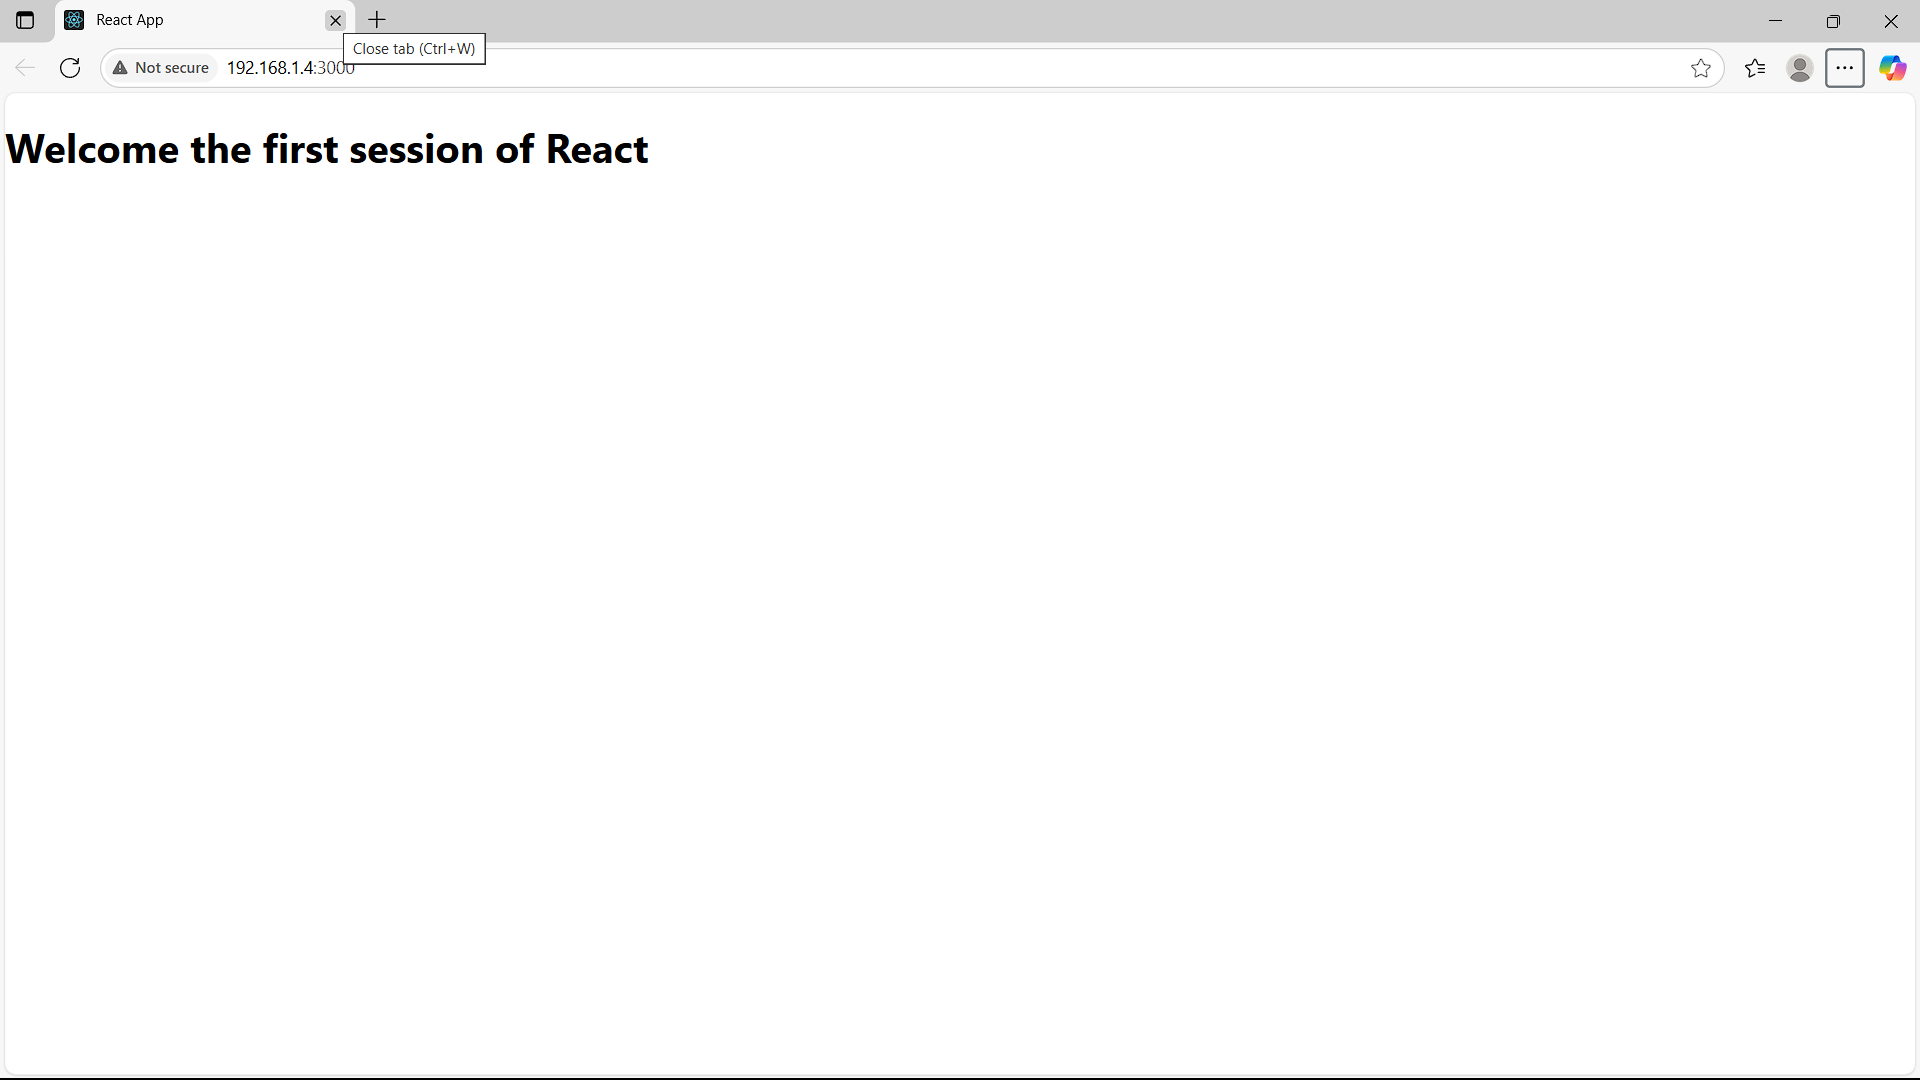 React App
Close tab (Ctrl+W)
Not secure
192.168.1.4:3000
Welcome the first session of React